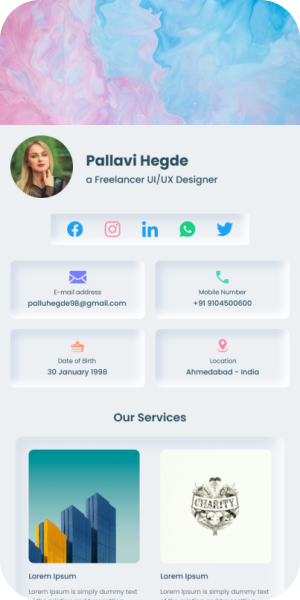 Pallavi Hegde
a Freelancer UI/UX Designer
E-mail address
palluhegde98@gmail.com
Mobile Number
+91 9104500600
Date of Birth
30 January 1998
Location
Ahmedabad - India
Our Services
CHARITY
Lorem Ipsum
Lorem Ipsum
Lorem Ipsum is simply dummy text
Lorem Ipsum is simply dummy text